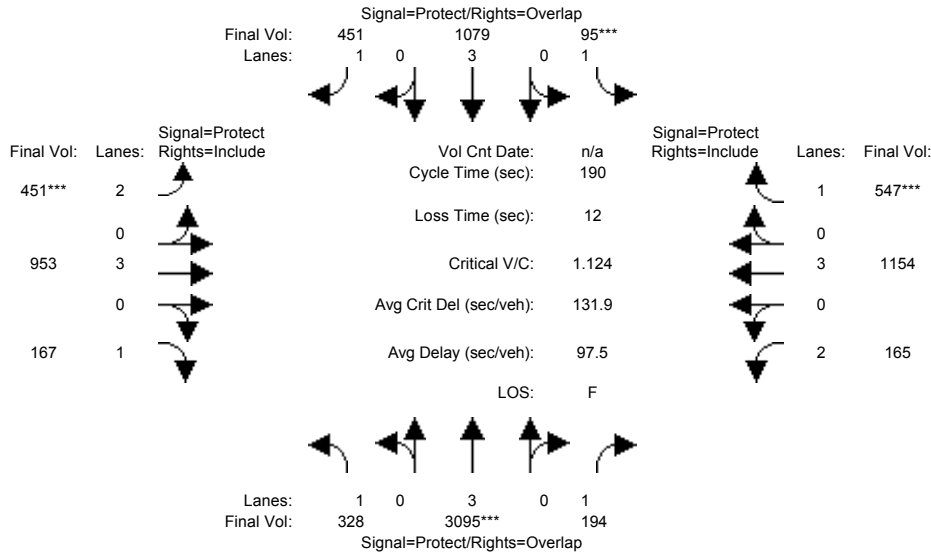 Signal=Protect/Rights=Overlap
Final Vol: 451 1079 95***
Lanes: 1 0 3 0 1
Signal=Protect Signal=Protect
Final Vol: Lanes: Rights=Include Vol Cnt Date: n/a Rights=Include Lanes: Final Vol:
Cycle Time (sec): 190
451*** 2 1 547***
Loss Time (sec): 12
0 0
953 3 Critical V/C: 1.124 3 1154
0 Avg Crit Del (sec/veh): 131.9 0
167 1 Avg Delay (sec/veh): 97.5 2 165
LOS: F
Lanes: 1 0 3 0 1
Final Vol: 328 3095*** 194
Signal=Protect/Rights=Overlap